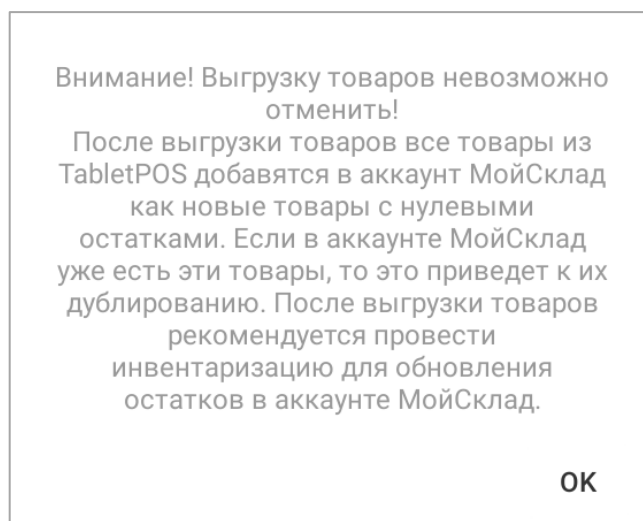 Внимание! Выгрузку товаров невозможно
отменить!
После выгрузки товаров все товары из
TabletPOS добавятся в аккаунт МойСклад
как новые товары с нулевыми
остатками. Если в аккаунте МойСклад
уже есть эти товары, то это приведет к их
дублированию. После выгрузки товаров
рекомендуется провести
инвентаризацию для обновления
остатков в аккаунте МойСклад.
OK